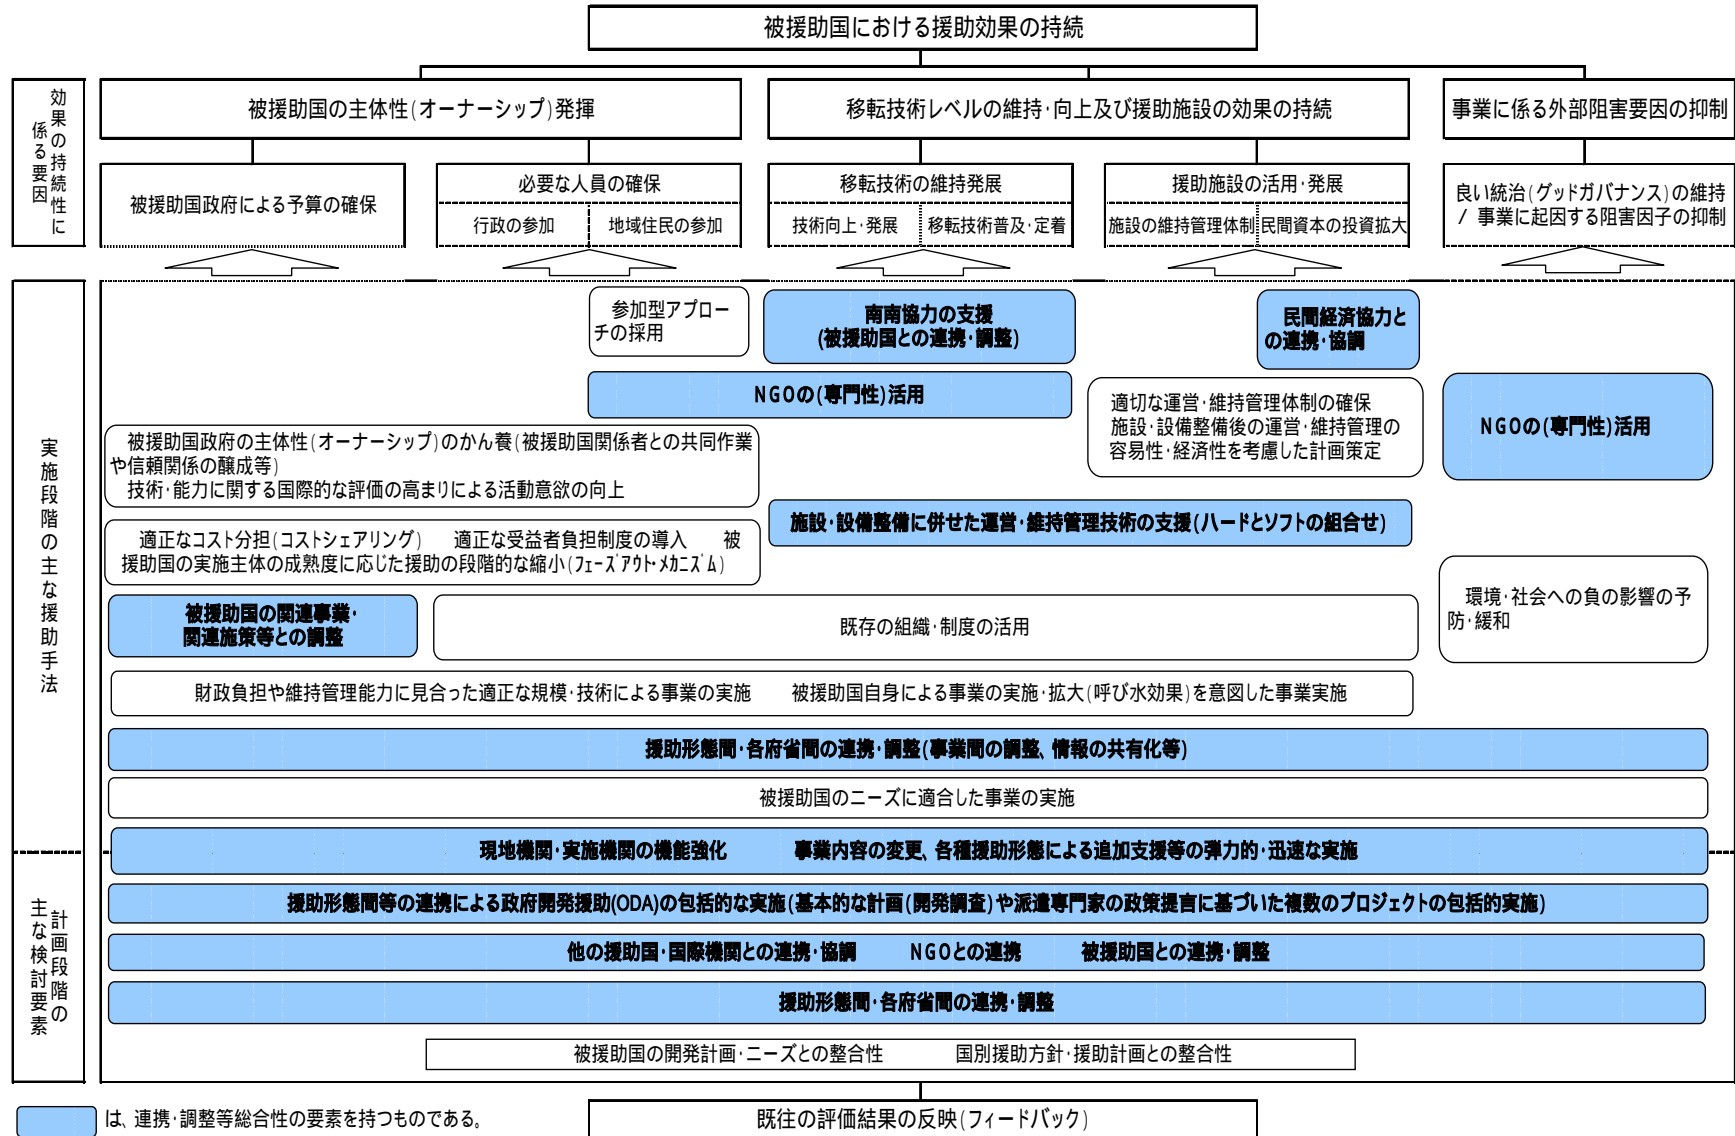 被援助国における援助効果の持続
効果の持続性に
係る要因
被援助国の主体性(オーナーシップ)発揮
移転技術レベルの維持・向上及び援助施設の効果の持続
事業に係る外部阻害要因の抑制
被援助国政府による予算の確保
必要な人員の確保
行政の参加
地域住民の参加
移転技術の維持発展
技術向上・発展
移転技術普及・定着
援助施設の活用・発展
施設の維持管理体制
民間資本の投資拡大
良い統治(グッドガバナンス)の維持
/ 事業に起因する阻害因子の抑制
実施段階の主な援助手法
参加型アプロー
チの採用
南南協力の支援
(被援助国との連携・調整)
民間経済協力と
の連携・協調
NGOの(専門性)活用
適切な運営・維持管理体制の確保
施設・設備整備後の運営・維持管理の
容易性・経済性を考慮した計画策定
NGOの(専門性)活用
被援助国政府の主体性(オーナーシップ)のかん養(被援助国関係者との共同作業
や信頼関係の醸成等)
技術・能力に関する国際的な評価の高まりによる活動意欲の向上
施設・設備整備に併せた運営・維持管理技術の支援(ハードとソフトの組合せ)
適正なコスト分担(コストシェアリング) 適正な受益者負担制度の導入 被
援助国の実施主体の成熟度に応じた援助の段階的な縮小(フェーズアウト・メカニズム)
環境・社会への負の影響の予
防・緩和
被援助国の関連事業・
関連施策等との調整
既存の組織・制度の活用
財政負担や維持管理能力に見合った適正な規模・技術による事業の実施 被援助国自身による事業の実施・拡大(呼び水効果)を意図した事業実施
援助形態間・各府省間の連携・調整(事業間の調整、情報の共有化等)
被援助国のニーズに適合した事業の実施
現地機関・実施機関の機能強化 事業内容の変更、各種援助形態による追加支援等の弾力的・迅速な実施
計画段階の
主な検討要素
援助形態間等の連携による政府開発援助(ODA)の包括的な実施(基本的な計画(開発調査)や派遣専門家の政策提言に基づいた複数のプロジェクトの包括的実施)
他の援助国・国際機関との連携・協調 NGOとの連携 被援助国との連携・調整
援助形態間・各府省間の連携・調整
被援助国の開発計画・ニーズとの整合性 国別援助方針・援助計画との整合性
は、連携・調整等総合性の要素を持つものである。
既往の評価結果の反映(フィードバック)